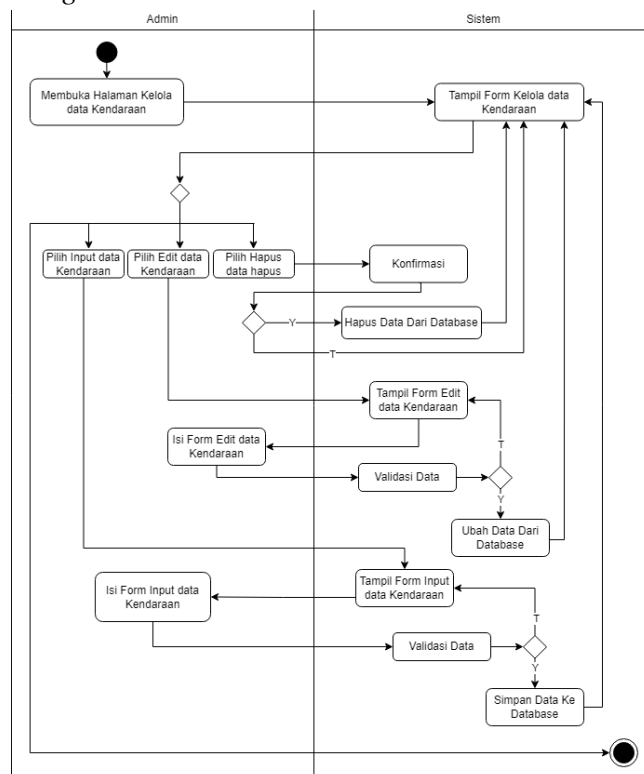 Admin
Sistem
Membuka Halaman Kelola
data Kendaraan
Tampil Form Kelola data
Kendaraan
Pilih Input data
Kendaraan
Pilih Edit data
Kendaraan
Pilih Hapus
data hapus
Konfirmasi
Y
Hapus Data Dari Database
T
Tampil Form Edit
data Kendaraan
Isi Form Edit data
Kendaraan
T
Validasi Data
Y
Ubah Data Dari
Database
Tampil Form Input
data Kendaraan
Isi Form Input data
Kendaraan
T
Validasi Data
Y
Simpan Data Ke
Database